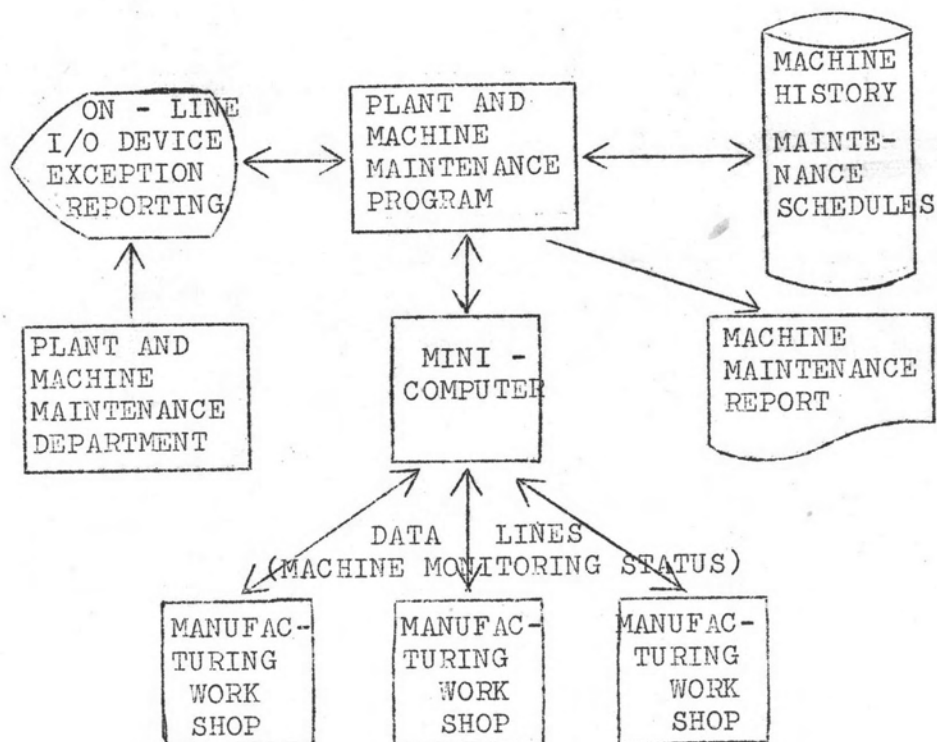 ON - LINE
I/O DEVICE
EXCEPTION
REPORTING
PLANT AND
MACHINE
MAINTENANCE
PROGRAM
MACHINE
HISTORY
MAINTE-
NANCE
SCHEDULES
PLANT AND
MACHINE
MAINTENANCE
DEPARTMENT
MINI -
COMPUTER
MACHINE
MAINTENANCE
REPORT
DATA LINES
(MACHINE MONITORING STATUS)
MANUFAC-
TURING
WORK
SHOP
MANUFAC-
TURING
WORK
SHOP
MANUFAC-
TURING
WORK
SHOP